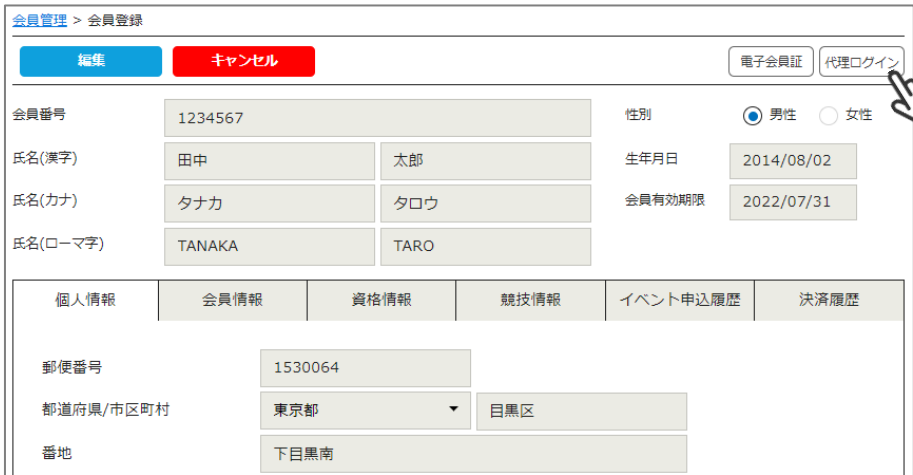 会員管理 > 会員登録
編集 キャンセル 電子会員証 代理ログイン
会員番号 1234567 性別 男性 女性
氏名(漢字) 田中 太郎 生年月日 2014/08/02
氏名(カナ) タナカ タロウ 会員有効期限 2022/07/31
氏名(ローマ字) TANAKA TARO
個人情報 会員情報 資格情報 競技情報 イベント申込履歴 決済履歴
郵便番号 1530064
都道府県/市区町村 東京都 目黒区
番地 下目黒南